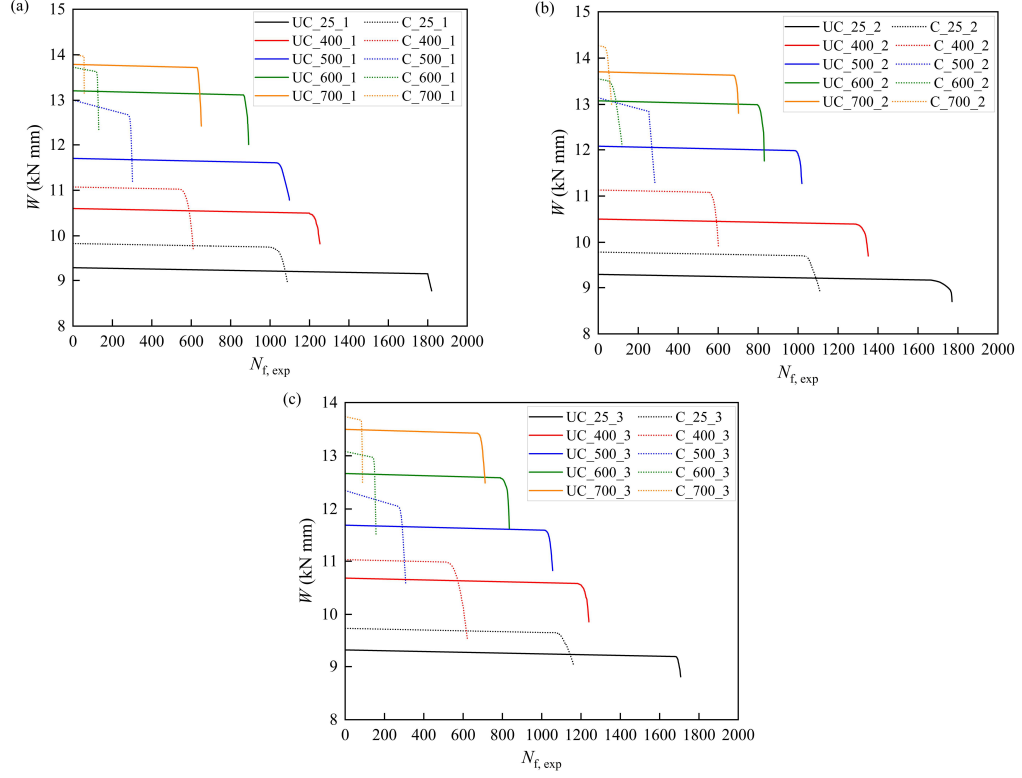 (a)
15
14
13
12
11
10
9
8
W (kN mm)
0 200 400 600 800 1000 1200 1400 1600 1800 2000
N_f, exp
UC_25_1 C_25_1
UC_400_1 C_400_1
UC_500_1 C_500_1
UC_600_1 C_600_1
UC_700_1 C_700_1
(b)
15
14
13
12
11
10
9
8
W (kN mm)
0 200 400 600 800 1000 1200 1400 1600 1800 2000
N_f, exp
UC_25_2 C_25_2
UC_400_2 C_400_2
UC_500_2 C_500_2
UC_600_2 C_600_2
UC_700_2 C_700_2
(c)
14
13
12
11
10
9
8
W (kN mm)
0 200 400 600 800 1000 1200 1400 1600 1800 2000
N_f, exp
UC_25_3 C_25_3
UC_400_3 C_400_3
UC_500_3 C_500_3
UC_600_3 C_600_3
UC_700_3 C_700_3